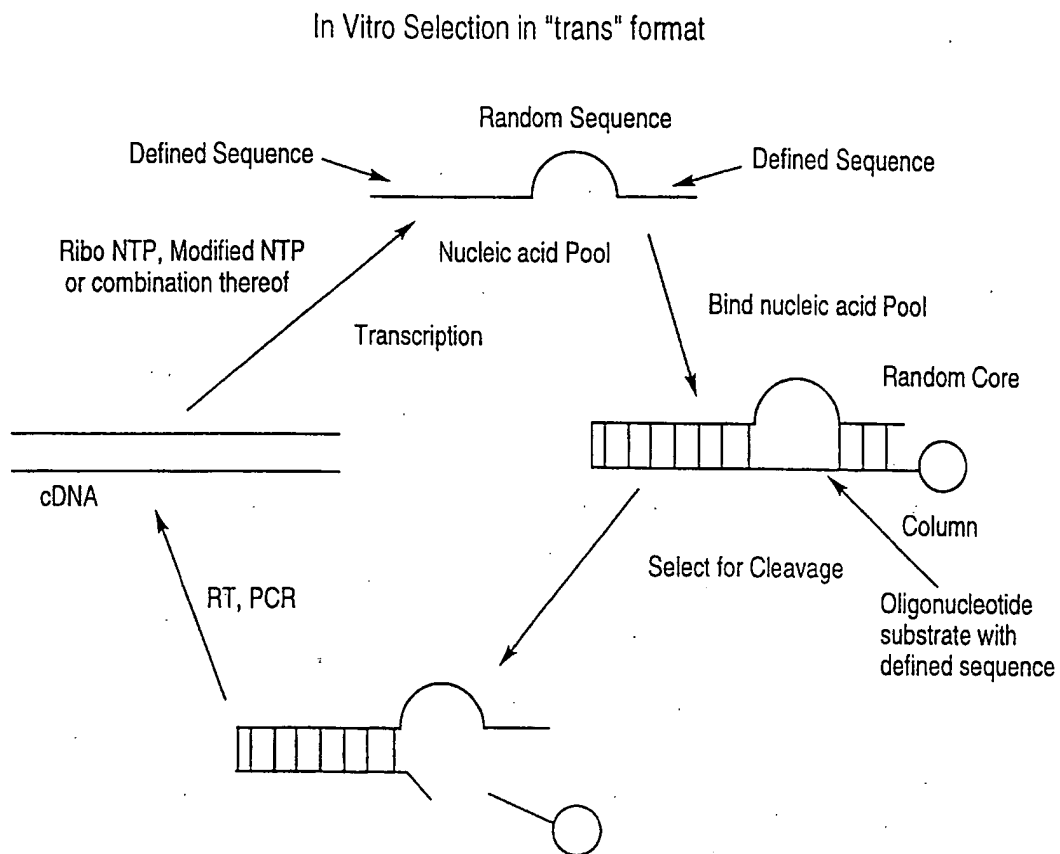 In Vitro Selection in "trans" format
Random Sequence
Defined Sequence
Defined Sequence
Ribo NTP, Modified NTP
or combination thereof
Nucleic acid Pool
Transcription
Bind nucleic acid Pool
Random Core
cDNA
Column
Select for Cleavage
Oligonucleotide
substrate with
defined sequence
RT, PCR